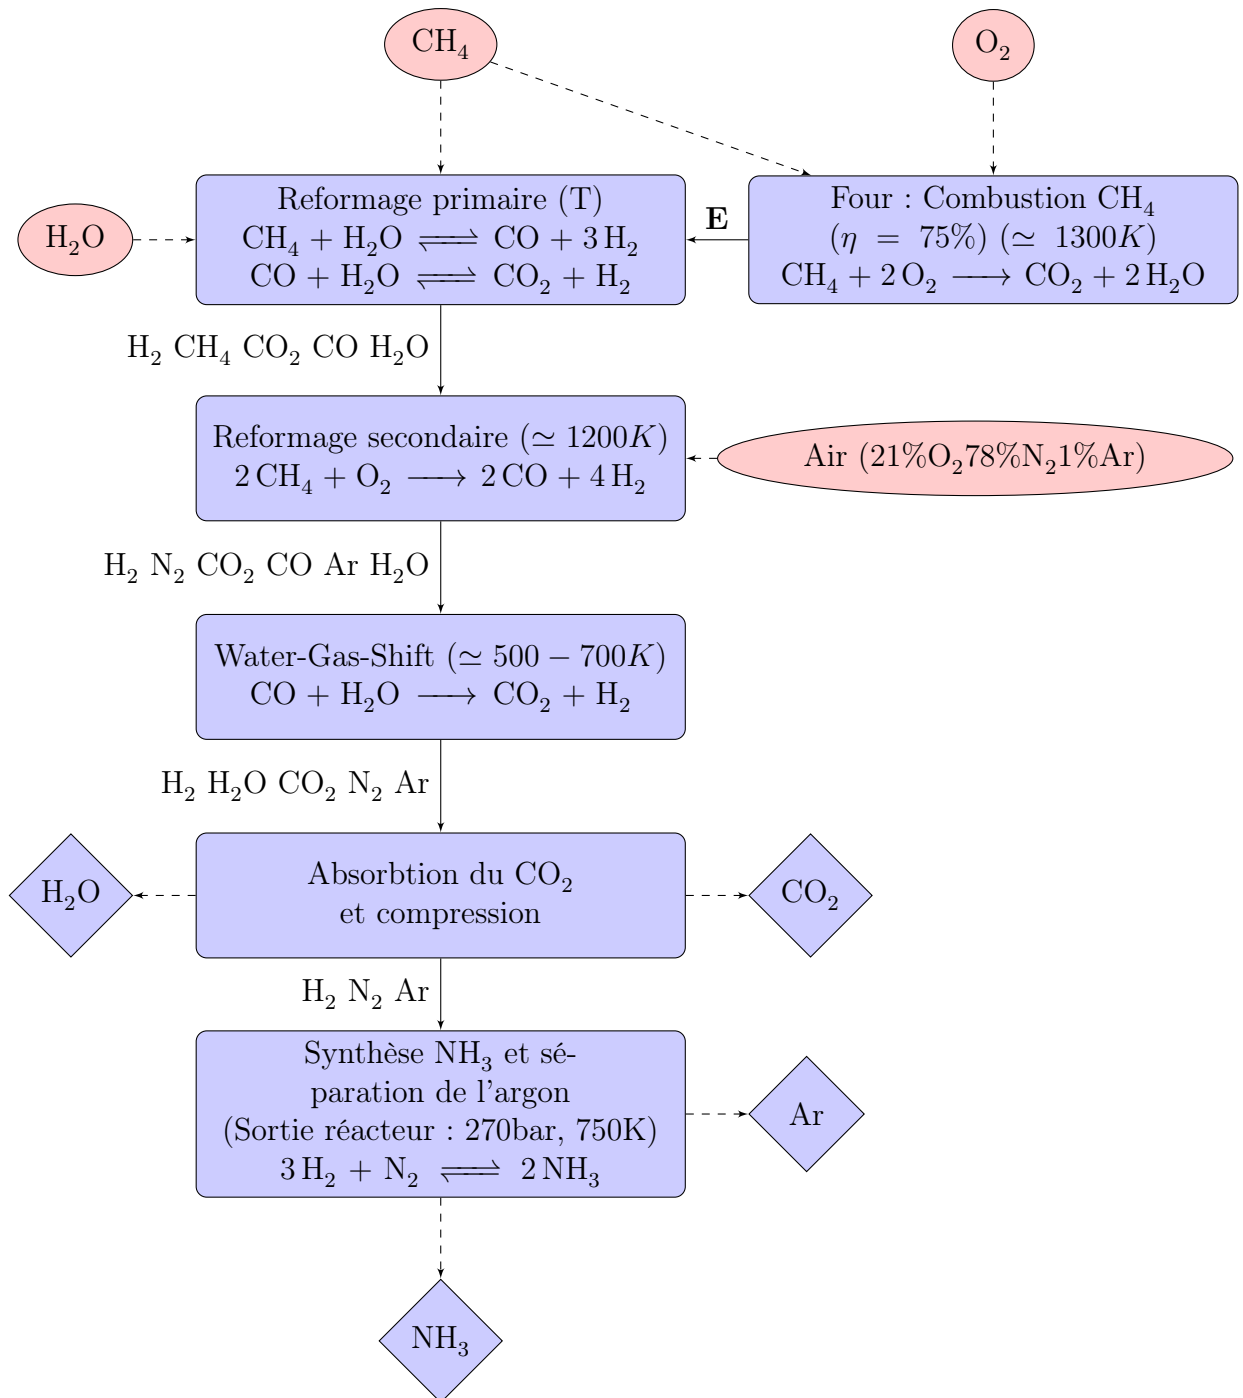 CH₄
O₂
Reformage primaire (T)
CH₄ + H₂O ⇌ CO + 3 H₂
CO + H₂O ⇌ CO₂ + H₂
H₂O
E
Four : Combustion CH₄
(η = 75%) (≃ 1300K)
CH₄ + 2 O₂ ⟶ CO₂ + 2 H₂O
H₂ CH₄ CO₂ CO H₂O
Reformage secondaire (≃ 1200K)
2 CH₄ + O₂ ⟶ 2 CO + 4 H₂
Air (21%O₂78%N₂1%Ar)
H₂ N₂ CO₂ CO Ar H₂O
Water-Gas-Shift (≃ 500 − 700K)
CO + H₂O ⟶ CO₂ + H₂
H₂ H₂O CO₂ N₂ Ar
H₂O
Absorbtion du CO₂
et compression
CO₂
H₂ N₂ Ar
Synthèse NH₃ et sé-
paration de l'argon
(Sortie réacteur : 270bar, 750K)
3 H₂ + N₂ ⇌ 2 NH₃
Ar
NH₃